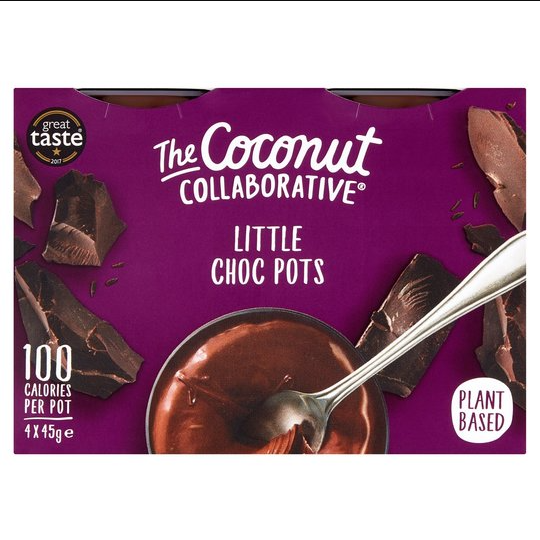 great
taste®
2017
The Coconut
COLLABORATIVE®
LITTLE
CHOC POTS
100
CALORIES
PER POT
4 X 45g e
PLANT
BASED